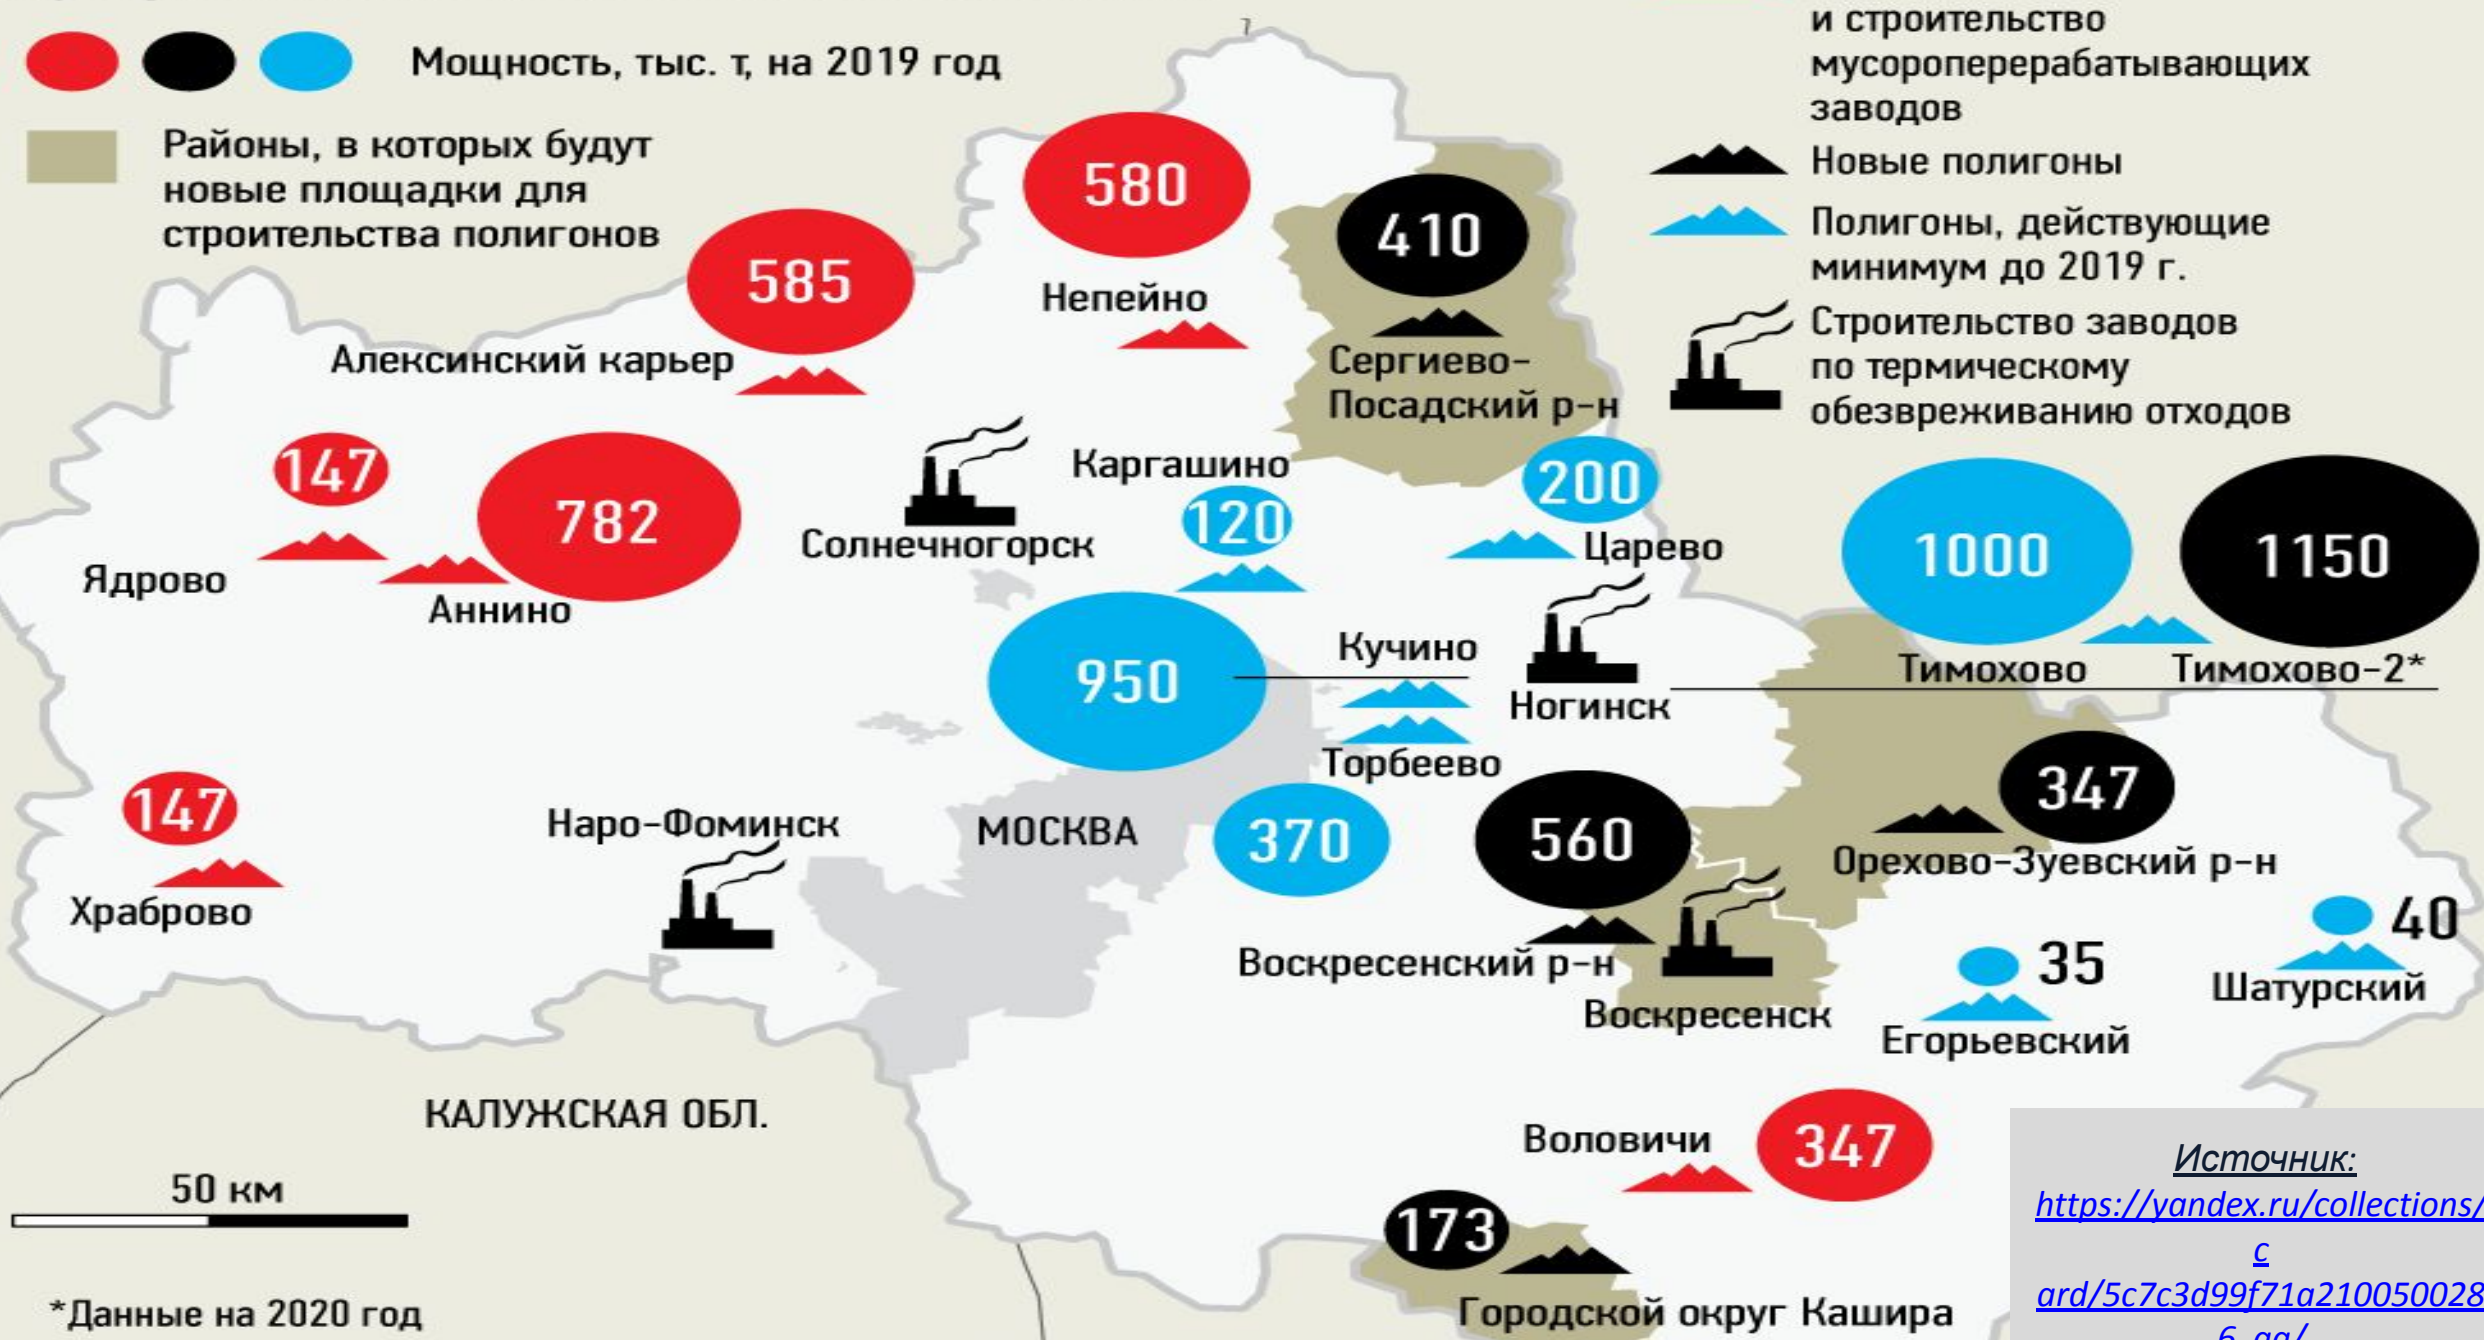 Мощность, тыс. т, на 2019 год
Районы, в которых будут
новые площадки для
строительства полигонов
и строительство
мусороперерабатывающих
заводов
Новые полигоны
Полигоны, действующие
минимум до 2019 г.
Строительство заводов
по термическому
обезвреживанию отходов
580
Непейно
585
Алексинский карьер
410
Сергиево-
Посадский р-н
147
Ядрово
782
Аннино
Солнечногорск
Каргашино
120
200
Царево
1000
Тимохово
1150
Тимохово-2*
950
Кучино
Торбеево
370
Ногинск
147
Храброво
Наро-Фоминск
МОСКВА
560
Воскресенский р-н
Воскресенск
347
Орехово-Зуевский р-н
35
Егорьевский
40
Шатурский
КАЛУЖСКАЯ ОБЛ.
Воловичи
347
173
Городской округ Кашира
50 км
*Данные на 2020 год
Источник:
https://yandex.ru/collections/
c
ard/5c7c3d99f71a210050028